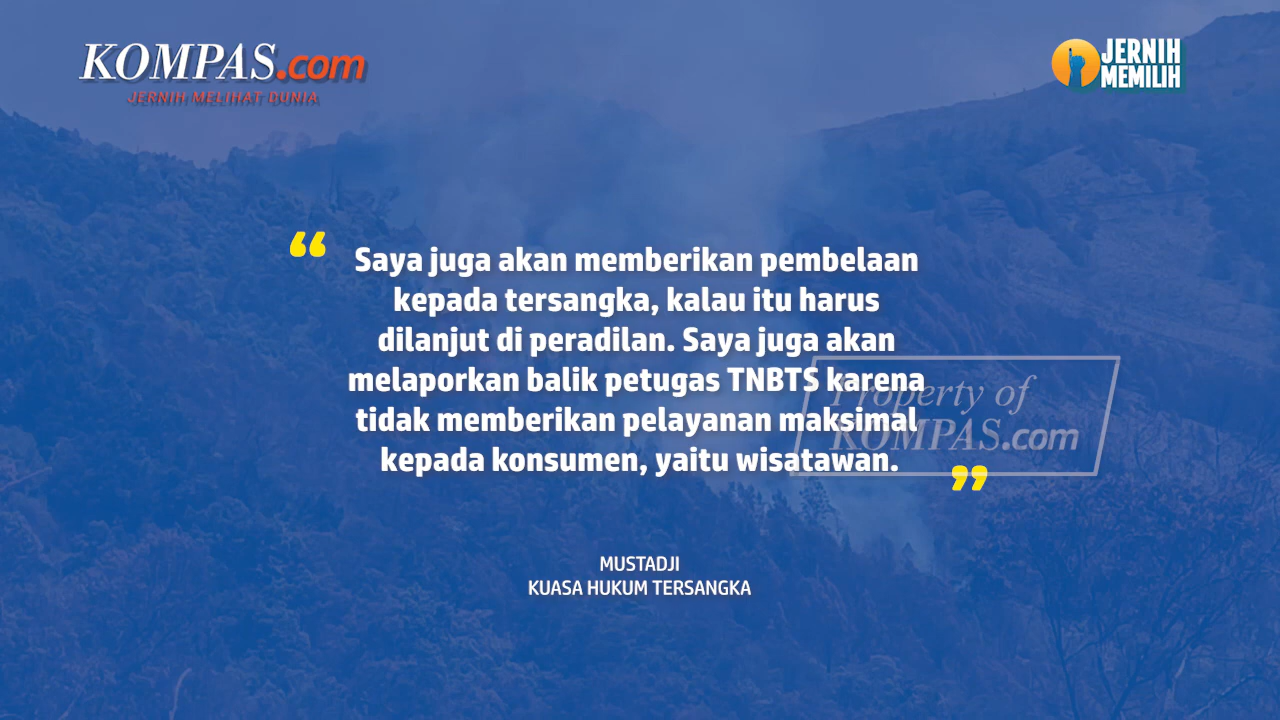 KOMPAS.com
JERNIH MELIHAT DUNIA
JERNIH
MEMILIH
“ Saya juga akan memberikan pembelaan
kepada tersangka, kalau itu harus
dilanjut di peradilan. Saya juga akan
melaporkan balik petugas TNBTS karena
tidak memberikan pelayanan maksimal
kepada konsumen, yaitu wisatawan. ”
Property of
KOMPAS.com
MUSTADJI
KUASA HUKUM TERSANGKA